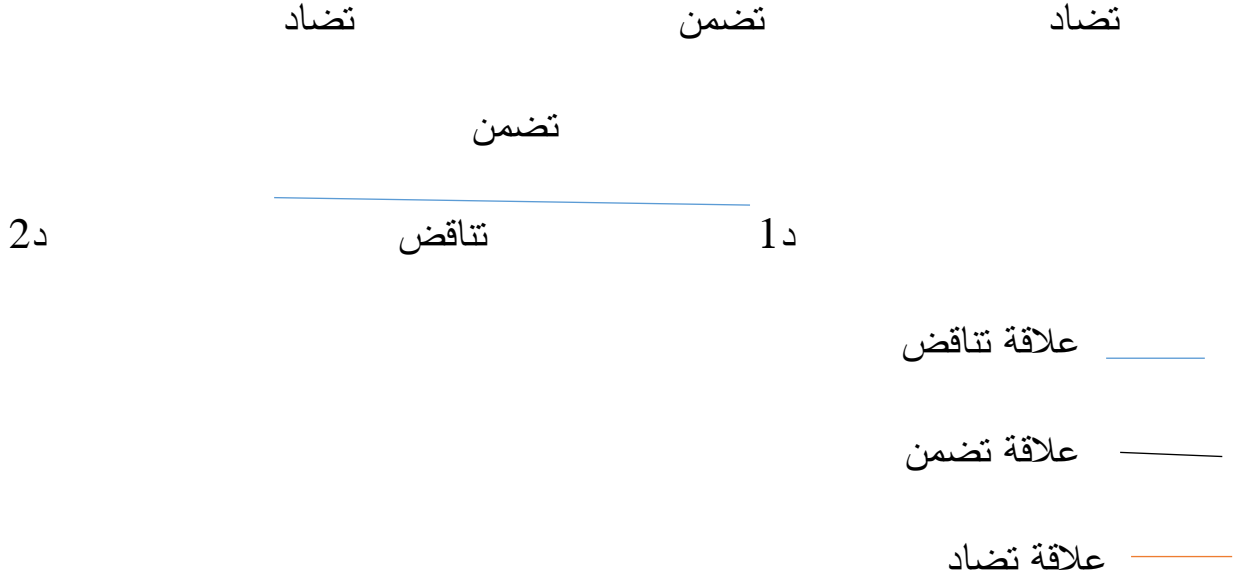 تضاد تضمن تضاد
تضمن
د1 تناقض د2
علاقة تناقض
علاقة تضمن
علاقة تضاد